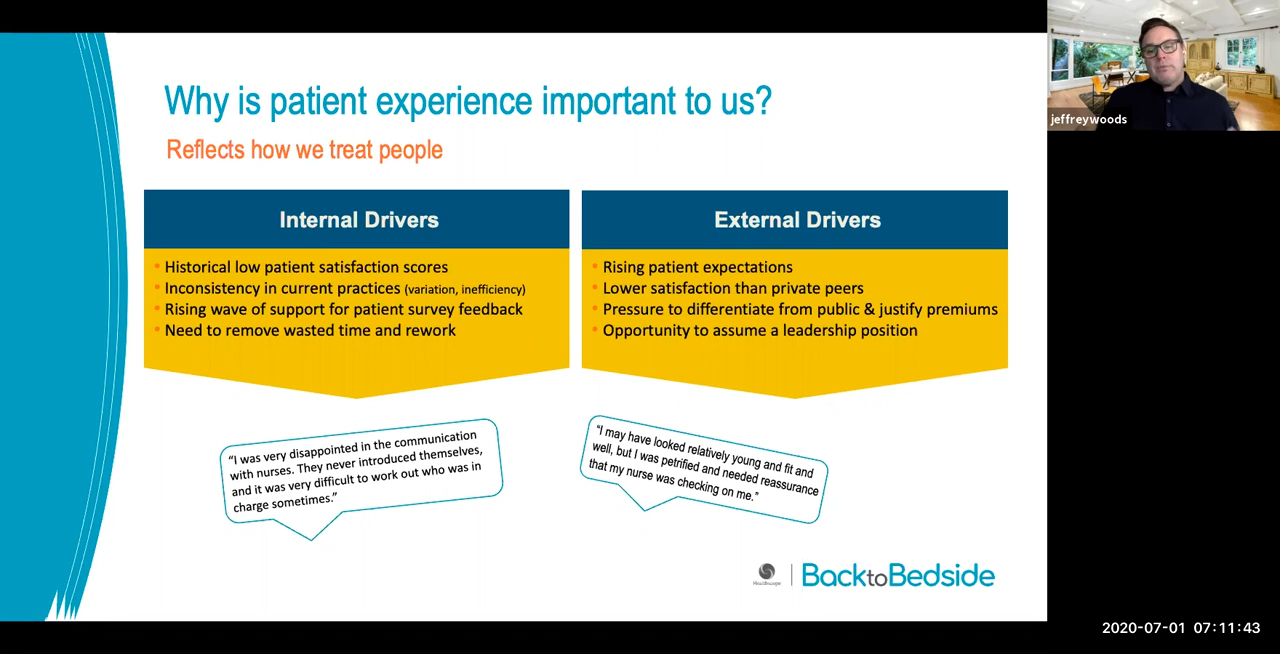 Why is patient experience important to us?
Reflects how we treat people
Internal Drivers
• Historical low patient satisfaction scores
• Inconsistency in current practices (variation, inefficiency)
• Rising wave of support for patient survey feedback
• Need to remove wasted time and rework
External Drivers
• Rising patient expectations
• Lower satisfaction than private peers
• Pressure to differentiate from public & justify premiums
• Opportunity to assume a leadership position
“I was very disappointed in the communication
with nurses. They never introduced themselves,
and it was very difficult to work out who was in
charge sometimes.”
“I may have looked relatively young and fit and
well, but I was petrified and needed reassurance
that my nurse was checking on me.”
Healthscope
BacktoBedside
jeffreywoods
2020-07-01 07:11:43